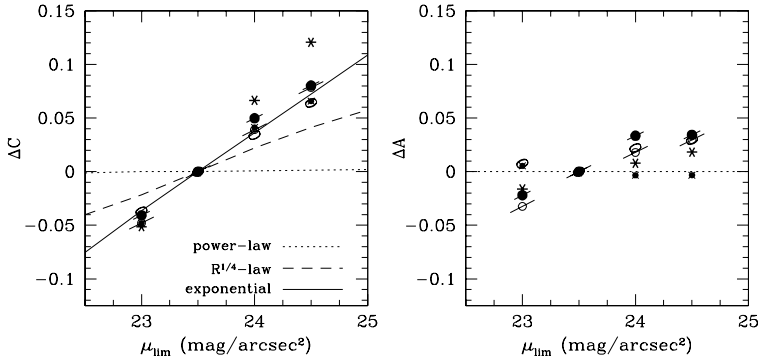 0.15
0.1
0.05
0
−0.05
−0.1
ΔC
power−law
R¹/⁴−law
exponential
23 24 25
μlim (mag/arcsec²)
0.15
0.1
0.05
0
−0.05
−0.1
ΔA
23 24 25
μlim (mag/arcsec²)